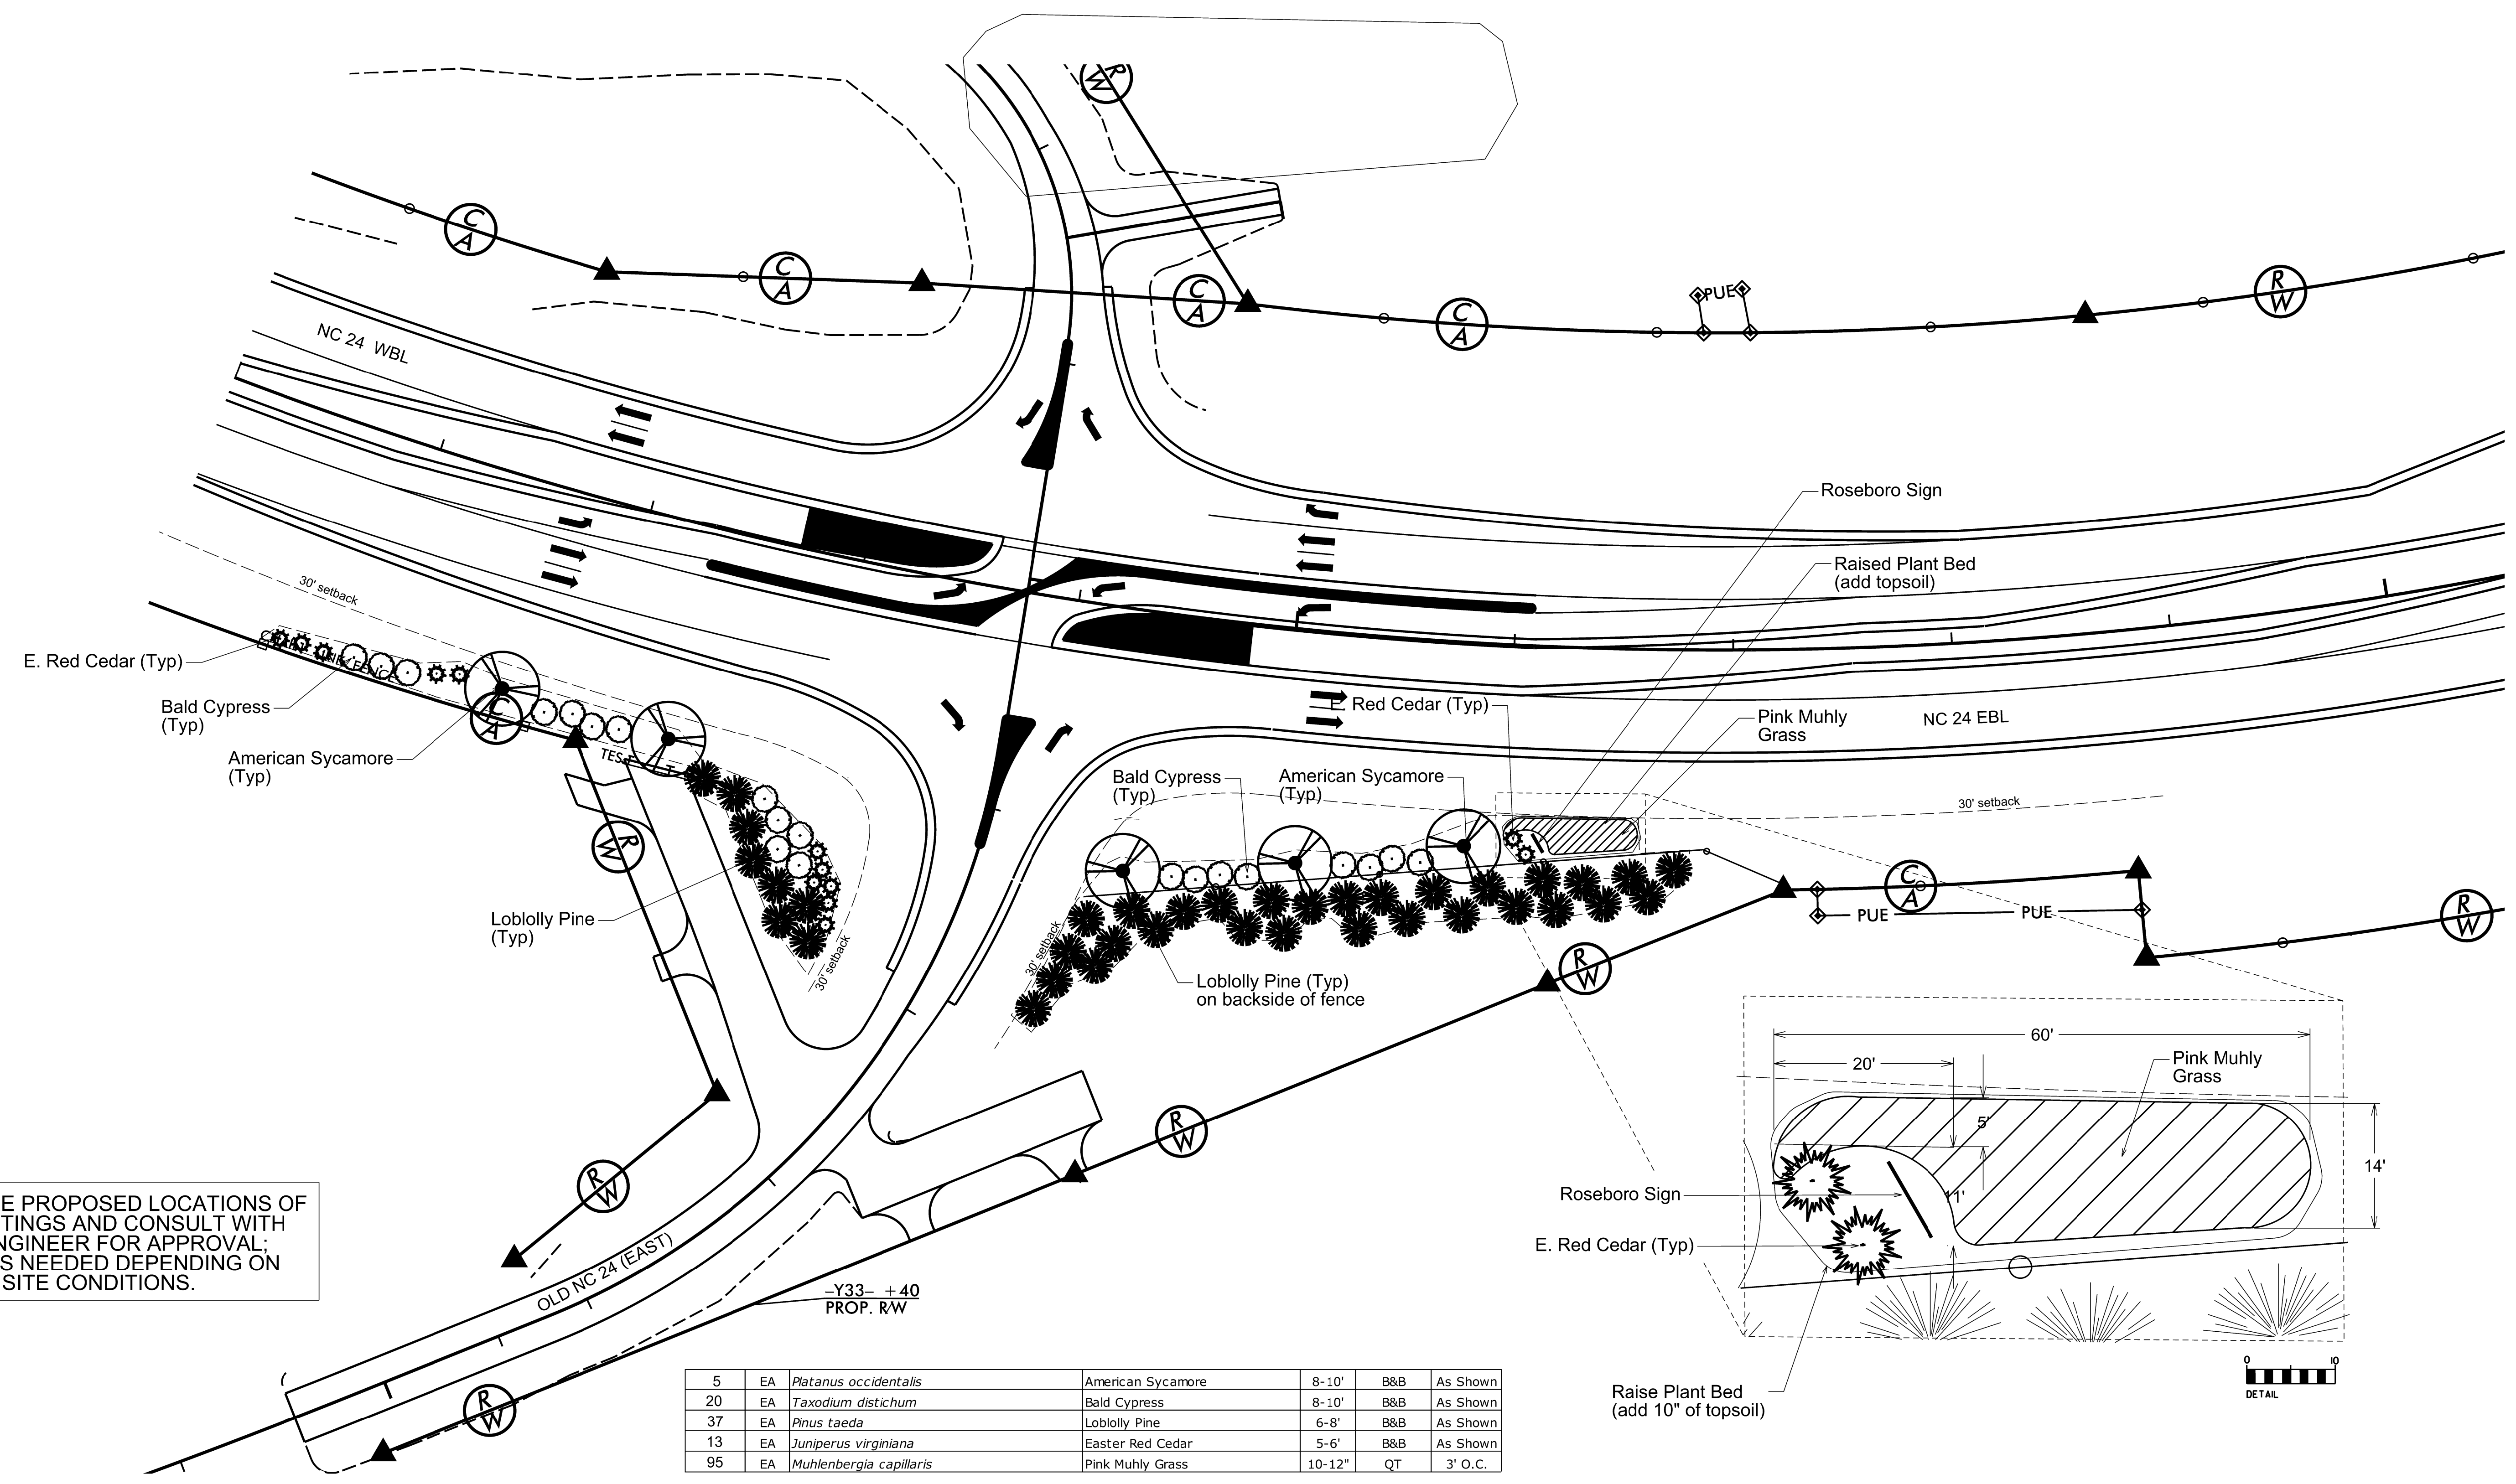 R
W
C
A
C
A
C
A
C
A
PUE
R
W
NC 24 WBL
Roseboro Sign
Raised Plant Bed
(add topsoil)
30' setback
E. Red Cedar (Typ)
Bald Cypress
(Typ)
C
A
American Sycamore
(Typ)
TES
E. Red Cedar (Typ)
Pink Muhly
Grass
NC 24 EBL
Bald Cypress
(Typ)
American Sycamore
(Typ)
30' setback
R
W
C
A
PUE
PUE
R
W
Loblolly Pine
(Typ)
30' setback
30' setback
Loblolly Pine (Typ)
on backside of fence
R
W
60'
20'
Pink Muhly
Grass
5'
14'
11'
Roseboro Sign
E. Red Cedar (Typ)
R
W
R
W
E PROPOSED LOCATIONS OF
TINGS AND CONSULT WITH
NGINEER FOR APPROVAL;
S NEEDED DEPENDING ON
SITE CONDITIONS.
OLD NC 24 (EAST)
-Y33- +40
PROP. R/W
R
W
Raise Plant Bed
(add 10" of topsoil)
0 10
DETAIL
5 EA Platanus occidentalis American Sycamore 8-10' B&B As Shown
20 EA Taxodium distichum Bald Cypress 8-10' B&B As Shown
37 EA Pinus taeda Loblolly Pine 6-8' B&B As Shown
13 EA Juniperus virginiana Easter Red Cedar 5-6' B&B As Shown
95 EA Muhlenbergia capillaris Pink Muhly Grass 10-12" QT 3' O.C.